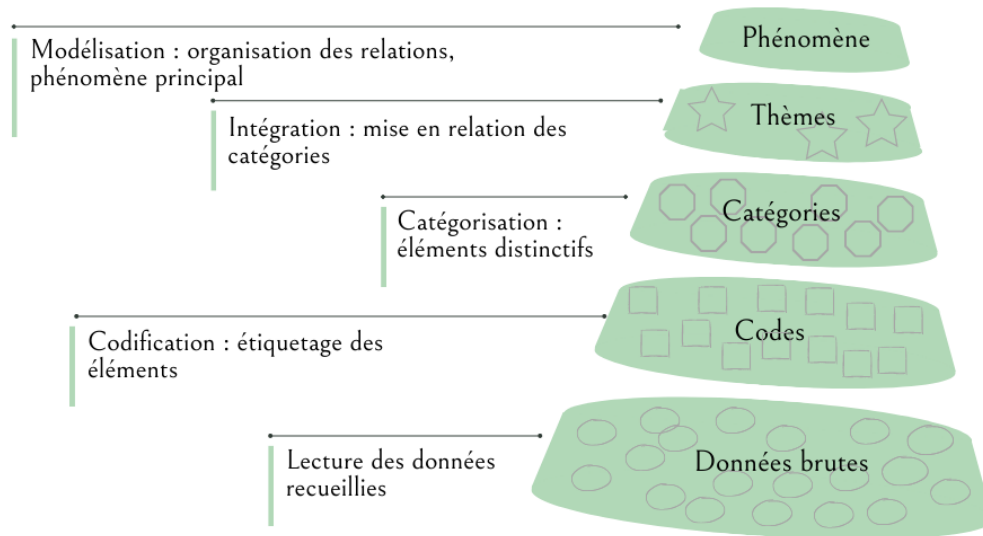 Phénomène
Modélisation : organisation des relations,
phénomène principal
Thèmes
Intégration : mise en relation des
catégories
Catégories
Catégorisation :
éléments distinctifs
Codes
Codification : étiquetage des
éléments
Données brutes
Lecture des données
recueillies